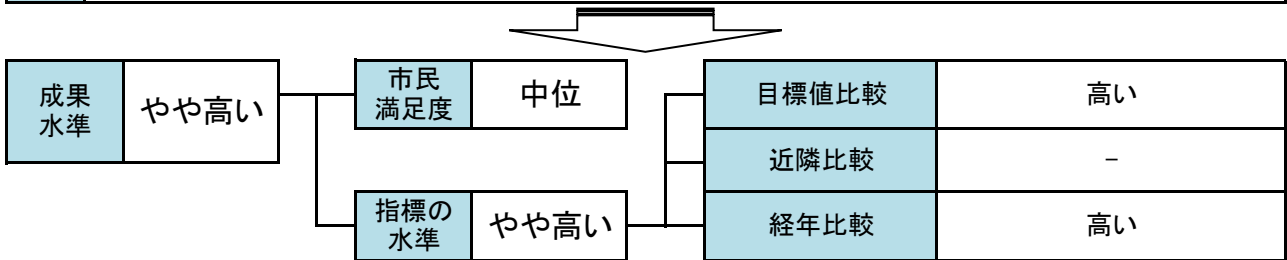 成果
水準
やや高い
市民
満足度
中位
指標の
水準
やや高い
目標値比較
高い
近隣比較
－
経年比較
高い